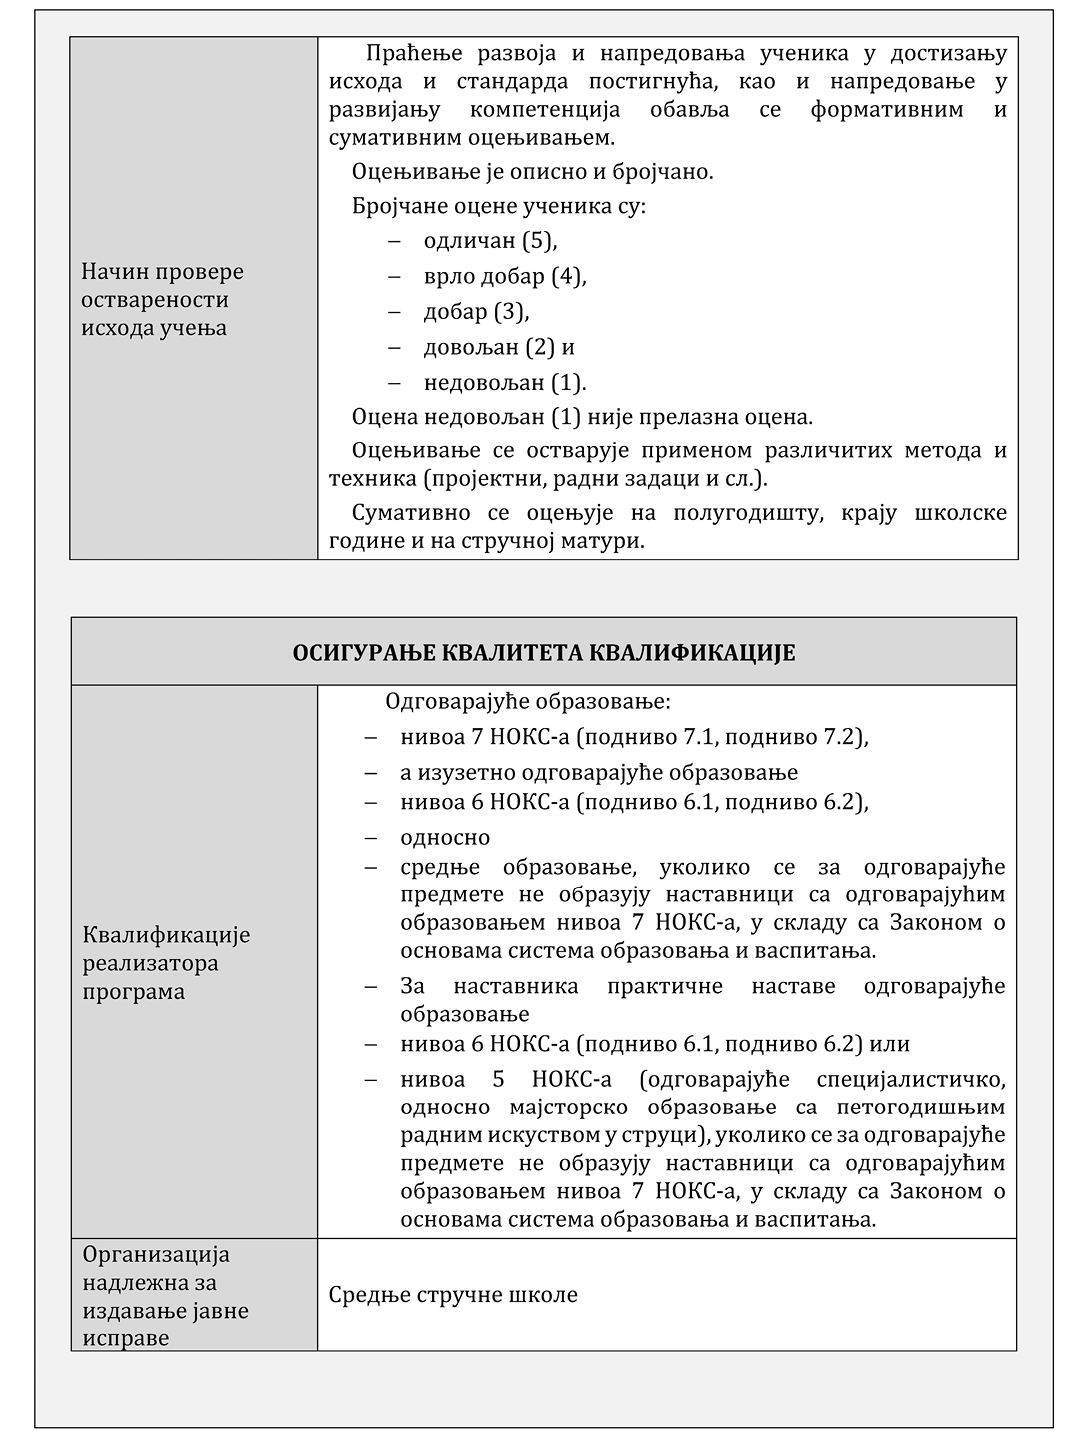 Начин провере
остварености
исхода учења
Праћење развоја и напредовања ученика у достизању
исхода и стандарда постигнућа, као и напредовање у
развијању компетенција обавља се формативним и
сумативним оцењивањем.
Оцењивање је описно и бројчано.
Бројчане оцене ученика су:
– одличан (5),
– врло добар (4),
– добар (3),
– довољан (2) и
– недовољан (1).
Оцена недовољан (1) није прелазна оцена.
Оцењивање се остварује применом различитих метода и
техника (пројектни, радни задаци и сл.).
Сумативно се оцењује на полугодишту, крају школске
године и на стручној матури.
ОСИГУРАЊЕ КВАЛИТЕТА КВАЛИФИКАЦИЈЕ
Квалификације
реализатора
програма
Одговарајуће образовање:
– нивоа 7 НОКС-а (подниво 7.1, подниво 7.2),
– а изузетно одговарајуће образовање
– нивоа 6 НОКС-а (подниво 6.1, подниво 6.2),
– односно
– средње образовање, уколико се за одговарајуће
предмете не образују наставници са одговарајућим
образовањем нивоа 7 НОКС-а, у складу са Законом о
основама система образовања и васпитања.
– За наставника практичне наставе одговарајуће
образовање
– нивоа 6 НОКС-а (подниво 6.1, подниво 6.2) или
– нивоа 5 НОКС-а (одговарајуће специјалистичко,
односно мајсторско образовање са петогодишњим
радним искуством у струци), уколико се за одговарајуће
предмете не образују наставници са одговарајућим
образовањем нивоа 7 НОКС-а, у складу са Законом о
основама система образовања и васпитања.
Организација
надлежна за
издавање јавне
исправе
Средње стручне школе